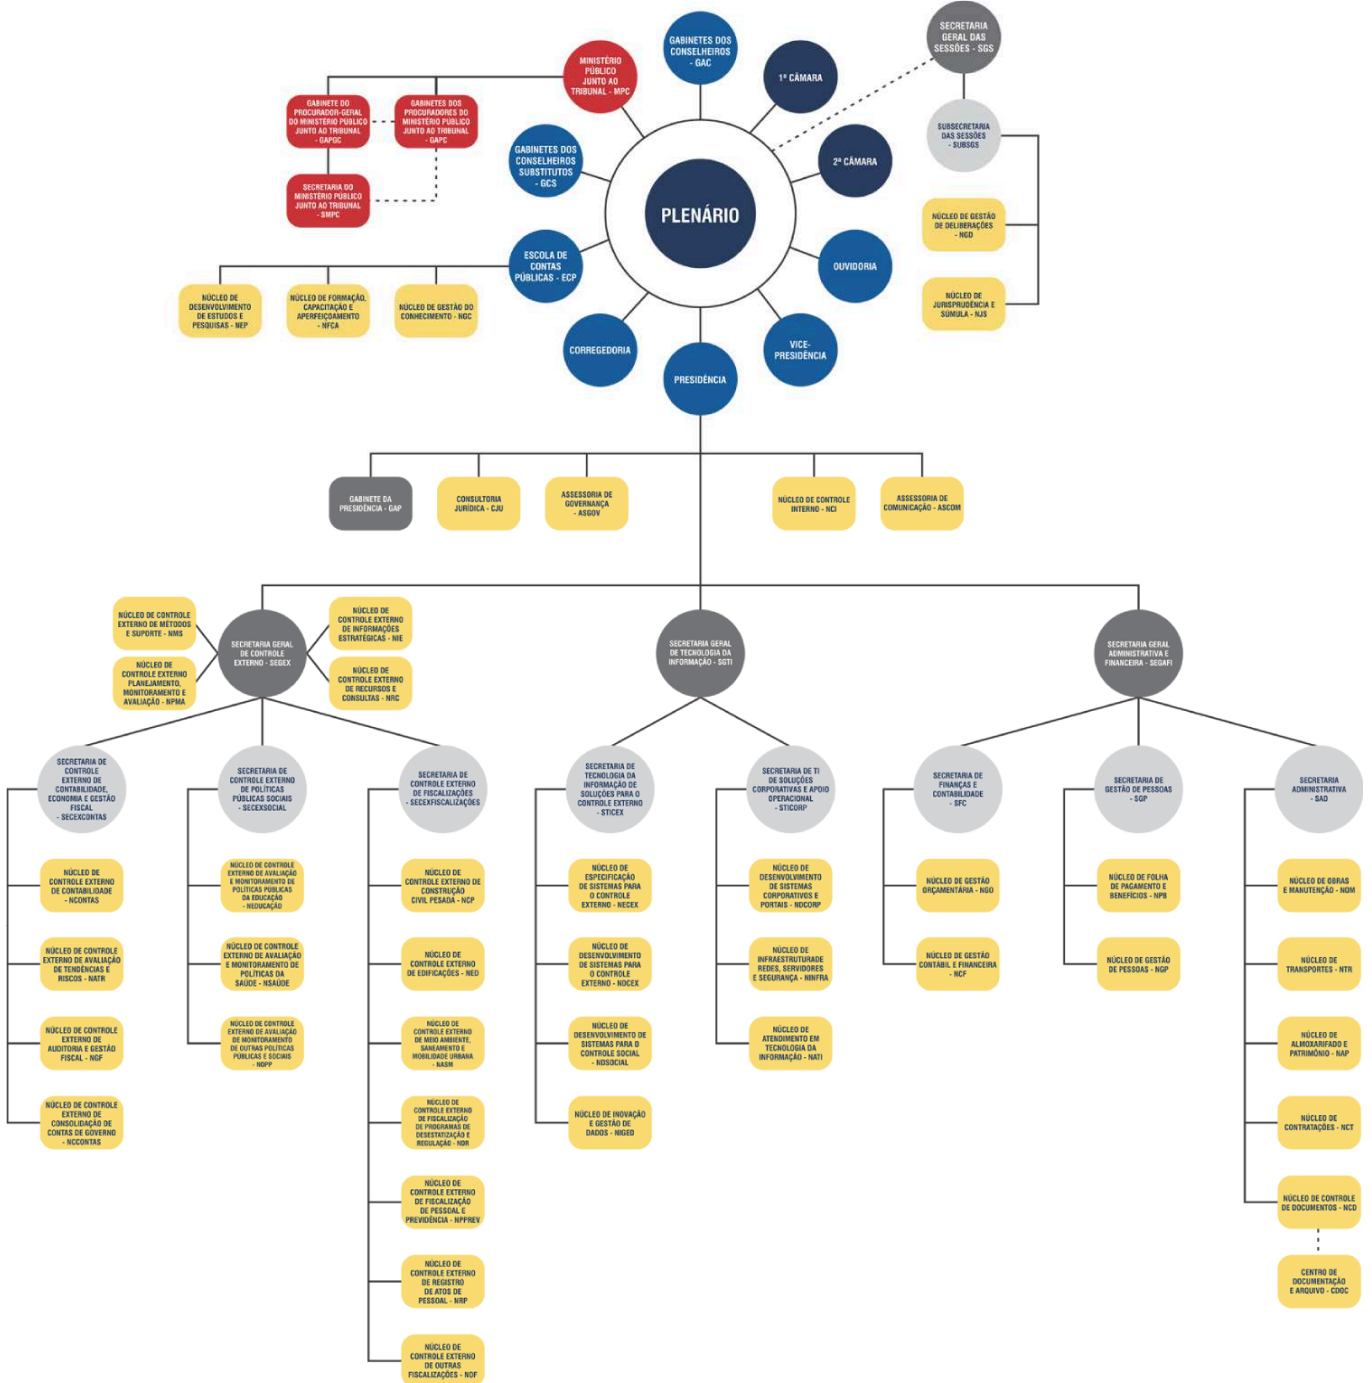 SECRETARIA
GERAL DAS
SESSÕES - SGS
GABINETES DOS
CONSELHEIROS
- GAC
MINISTÉRIO
PÚBLICO
JUNTO AO
TRIBUNAL - MPC
1ª CÂMARA
GABINETE DO
PROCURADOR-GERAL
DO MINISTÉRIO PÚBLICO
JUNTO AO TRIBUNAL
- GAPGC
GABINETES DOS
PROCURADORES DO
MINISTÉRIO PÚBLICO
JUNTO AO TRIBUNAL
- GAPC
SUBSECRETARIA
DAS SESSÕES
- SUBSGS
GABINETES DOS
CONSELHEIROS
SUBSTITUTOS
- GCS
2ª CÂMARA
SECRETARIA DO
MINISTÉRIO PÚBLICO
JUNTO AO TRIBUNAL
- SMPC
PLENÁRIO
NÚCLEO DE GESTÃO
DE DELIBERAÇÕES
- NGD
ESCOLA DE
CONTAS
PÚBLICAS - ECP
OUVIDORIA
NÚCLEO DE
DESENVOLVIMENTO
DE ESTUDOS E
PESQUISAS - NEP
NÚCLEO DE FORMAÇÃO,
CAPACITAÇÃO E
APERFEIÇOAMENTO
- NFCA
NÚCLEO DE GESTÃO DO
CONHECIMENTO - NGC
NÚCLEO DE
JURISPRUDÊNCIA E
SÚMULA - NJS
CORREGEDORIA
VICE-
PRESIDÊNCIA
PRESIDÊNCIA
GABINETE DA
PRESIDÊNCIA - GAP
CONSULTORIA
JURÍDICA - CJU
ASSESSORIA DE
GOVERNANÇA
- ASGOV
NÚCLEO DE CONTROLE
INTERNO - NCI
ASSESSORIA DE
COMUNICAÇÃO - ASCOM
NÚCLEO DE CONTROLE
EXTERNO DE MÉTODOS
E SUPORTE - NMS
NÚCLEO DE
CONTROLE EXTERNO
DE INFORMAÇÕES
ESTRATÉGICAS - NIE
SECRETARIA GERAL
DE CONTROLE
EXTERNO - SEGEX
NÚCLEO DE
CONTROLE EXTERNO
PLANEJAMENTO,
MONITORAMENTO E
AVALIAÇÃO - NPMA
NÚCLEO DE
CONTROLE EXTERNO
DE RECURSOS E
CONSULTAS - NRC
SECRETARIA GERAL
DE TECNOLOGIA DA
INFORMAÇÃO - SGTI
SECRETARIA GERAL
ADMINISTRATIVA E
FINANCEIRA - SEGAFI
SECRETARIA DE
CONTROLE
EXTERNO DE
CONTABILIDADE,
ECONOMIA E GESTÃO
FISCAL
- SECEXCONTAS
SECRETARIA DE
CONTROLE EXTERNO
DE POLÍTICAS
PÚBLICAS SOCIAIS
- SECEXSOCIAL
SECRETARIA DE
CONTROLE EXTERNO
DE FISCALIZAÇÕES
- SECEXFISCALIZAÇÕES
SECRETARIA DE
TECNOLOGIA DA
INFORMAÇÃO DE
SOLUÇÕES PARA O
CONTROLE EXTERNO
- STICEX
SECRETARIA DE TI
DE SOLUÇÕES
CORPORATIVAS E APOIO
OPERACIONAL
- STICORP
SECRETARIA
DE FINANÇAS E
CONTABILIDADE
- SFC
SECRETARIA DE
GESTÃO DE PESSOAS
- SGP
SECRETARIA
ADMINISTRATIVA
- SAD
NÚCLEO DE
CONTROLE EXTERNO
DE CONTABILIDADE
- NCONTAS
NÚCLEO DE CONTROLE
EXTERNO DE AVALIAÇÃO
E MONITORAMENTO DE
POLÍTICAS PÚBLICAS
DA EDUCAÇÃO
- NEDUCAÇÃO
NÚCLEO DE
CONTROLE EXTERNO DE
CONSTRUÇÃO
CIVIL PESADA - NCP
NÚCLEO DE
ESPECIFICAÇÃO
DE SISTEMAS PARA
O CONTROLE
EXTERNO - NECEX
NÚCLEO DE
DESENVOLVIMENTO
DE SISTEMAS
CORPORATIVOS E
PORTAIS - NDCORP
NÚCLEO DE GESTÃO
ORÇAMENTÁRIA - NGO
NÚCLEO DE FOLHA
DE PAGAMENTO E
BENEFÍCIOS - NPB
NÚCLEO DE OBRAS
E MANUTENÇÃO - NOM
NÚCLEO DE CONTROLE
EXTERNO DE AVALIAÇÃO
DE TENDÊNCIAS E
RISCOS - NATR
NÚCLEO DE CONTROLE
EXTERNO DE AVALIAÇÃO
E MONITORAMENTO
DE POLÍTICAS DA
SAÚDE - NSAÚDE
NÚCLEO DE
CONTROLE EXTERNO
DE EDIFICAÇÕES - NED
NÚCLEO DE
DESENVOLVIMENTO
DE SISTEMAS PARA
O CONTROLE
EXTERNO - NDCEX
NÚCLEO DE
INFRAESTRUTURADE
REDES, SERVIDORES
E SEGURANÇA - NINFRA
NÚCLEO DE GESTÃO
CONTÁBIL E FINANCEIRA
- NCF
NÚCLEO DE GESTÃO
DE PESSOAS - NGP
NÚCLEO DE
TRANSPORTES - NTR
NÚCLEO DE CONTROLE
EXTERNO DE
AUDITORIA E GESTÃO
FISCAL - NGF
NÚCLEO DE CONTROLE
EXTERNO DE AVALIAÇÃO
DE MONITORAMENTO
DE OUTRAS POLÍTICAS
PÚBLICAS E SOCIAIS
- NOPP
NÚCLEO DE
CONTROLE EXTERNO
DE MEIO AMBIENTE,
SANEAMENTO E
MOBILIDADE URBANA
- NASM
NÚCLEO DE
DESENVOLVIMENTO DE
SISTEMAS PARA O
CONTROLE SOCIAL
- NDSOCIAL
NÚCLEO DE
ATENDIMENTO EM
TECNOLOGIA DA
INFORMAÇÃO - NATI
NÚCLEO DE
ALMOXARIFADO E
PATRIMÔNIO - NAP
NÚCLEO DE CONTROLE
EXTERNO DE
CONSOLIDAÇÃO DE
CONTAS DE GOVERNO
- NCCONTAS
NÚCLEO DE
CONTROLE EXTERNO
DE FISCALIZAÇÃO
DE PROGRAMAS DE
DESESTATIZAÇÃO E
REGULAÇÃO - NDR
NÚCLEO DE INOVAÇÃO
E GESTÃO DE
DADOS - NIGED
NÚCLEO DE
CONTRATAÇÕES - NCT
NÚCLEO DE
CONTROLE EXTERNO
DE FISCALIZAÇÃO
DE PESSOAL E
PREVIDÊNCIA - NPPREV
NÚCLEO DE CONTROLE
DE DOCUMENTOS - NCD
NÚCLEO DE
CONTROLE EXTERNO
DE REGISTRO
DE ATOS DE
PESSOAL - NRP
CENTRO DE
DOCUMENTAÇÃO
E ARQUIVO - CDOC
NÚCLEO DE
CONTROLE EXTERNO
DE OUTRAS
FISCALIZAÇÕES - NOF